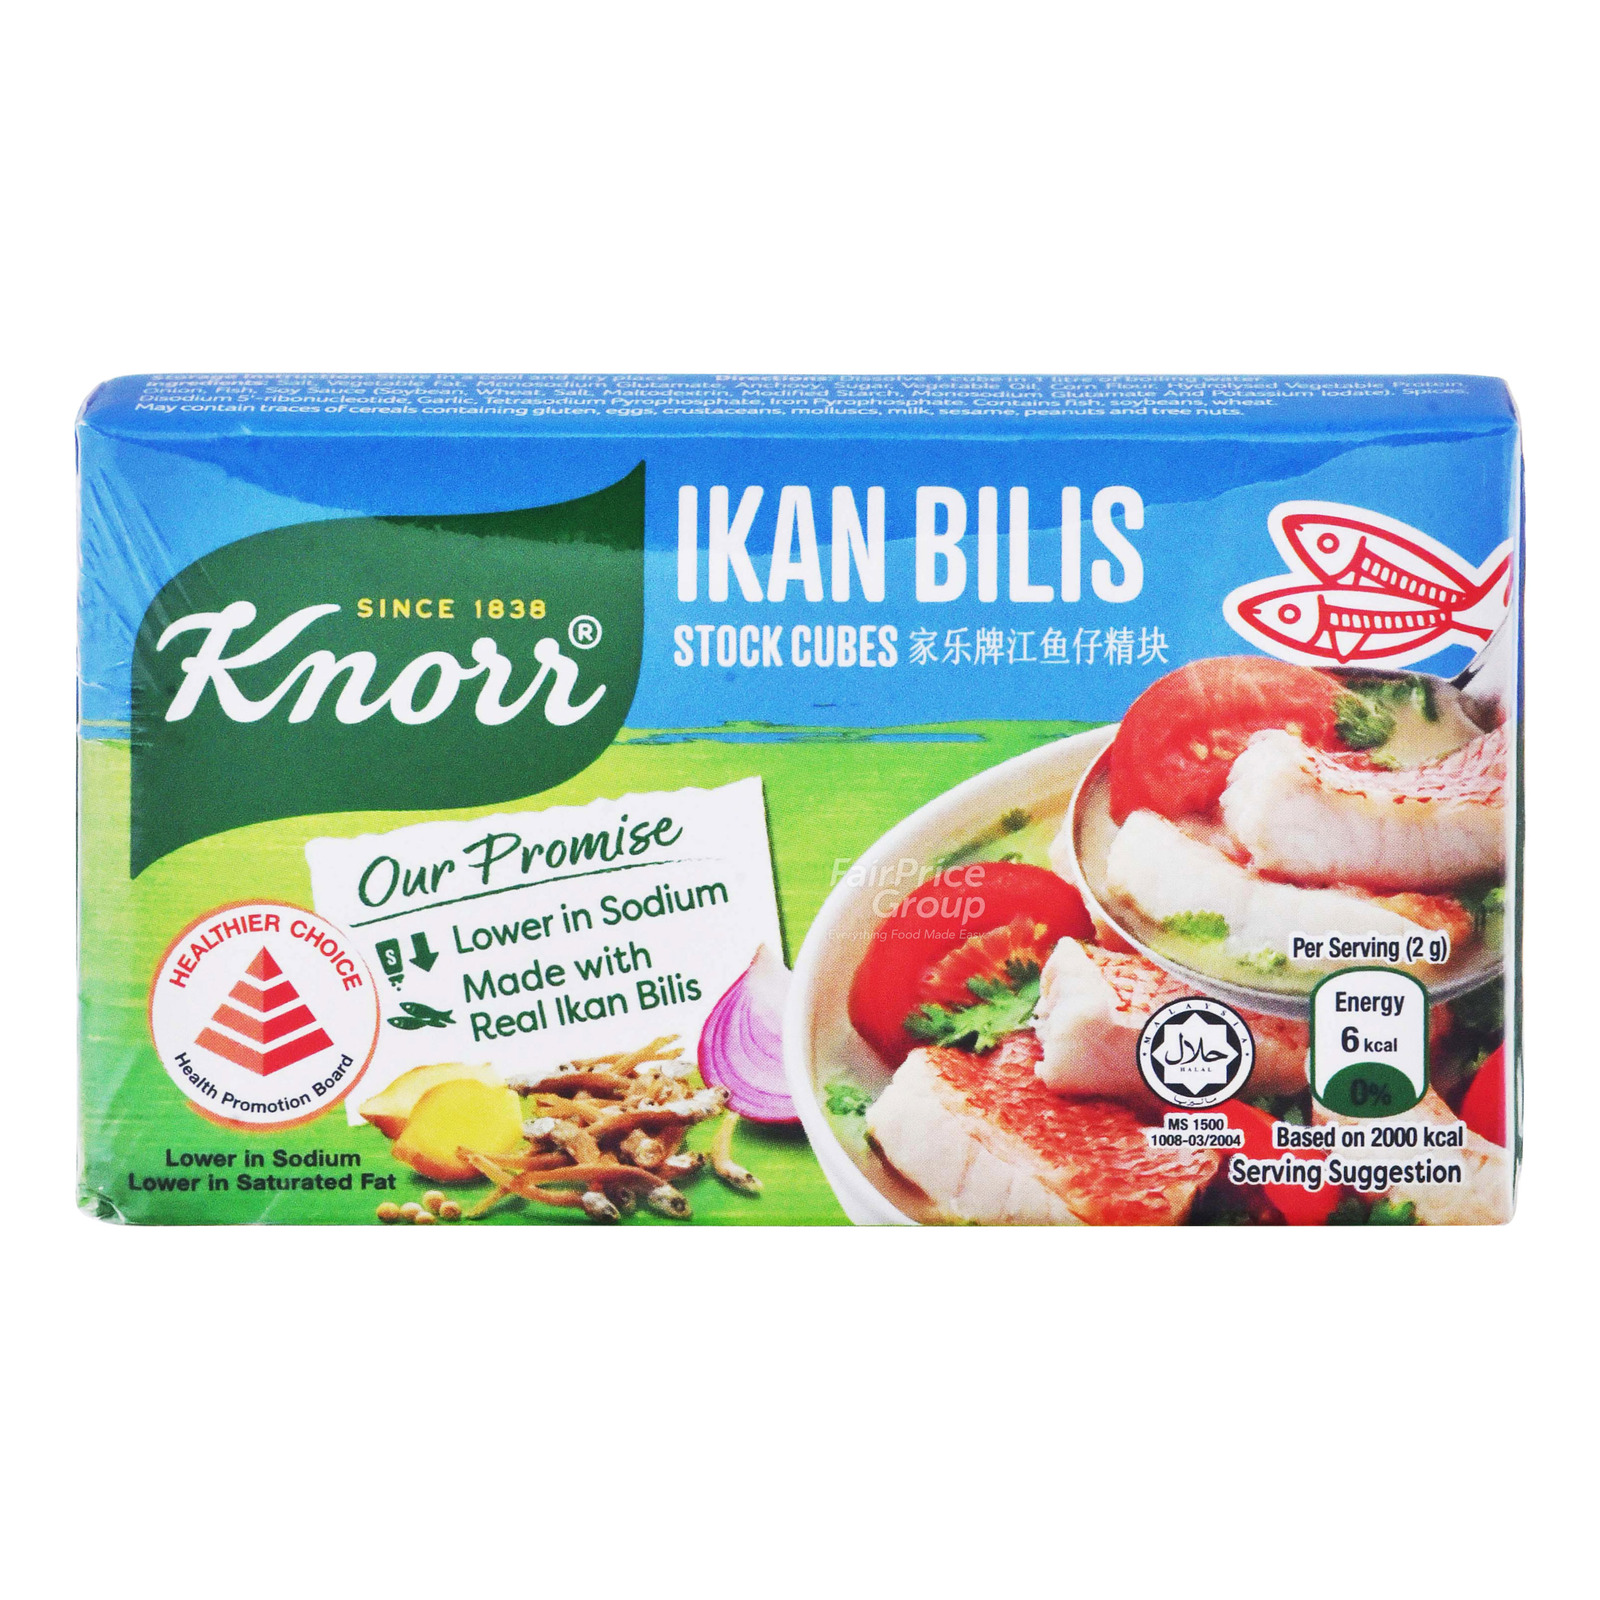 Storage Instruction: Store in a cool and dry place. Directions: Dissolve 1 cube in 1 litre of boiling water.
Ingredients: Salt, Vegetable Fat, Monosodium Glutamate, Anchovy, Sugar, Vegetable Oil, Corn Flour, Hydrolysed Vegetable Protein,
Onion, Fish, Soy Sauce (Soybean, Wheat, Salt, Maltodextrin, Modified Starch, Monosodium Glutamate And Potassium Iodate), Spices,
Disodium 5'-ribonucleotide, Garlic, Tetrasodium Pyrophosphate, Iron Pyrophosphate. Contains fish, soybeans, wheat.
May contain traces of cereals containing gluten, eggs, crustaceans, molluscs, milk, sesame, peanuts and tree nuts.
SINCE 1838
Knorr®
IKAN BILIS
STOCK CUBES 家乐牌江鱼仔精块
Our Promise
S
Lower in Sodium
Made with
Real Ikan Bilis
HEALTHIER CHOICE
Health Promotion Board
Lower in Sodium
Lower in Saturated Fat
FairPrice
Group
Everything Food Made Easy
MALAYSIA
حلال
HALAL
ماليزيا
MS 1500
1008-03/2004
Per Serving (2 g)
Energy
6 kcal
0%
Based on 2000 kcal
Serving Suggestion